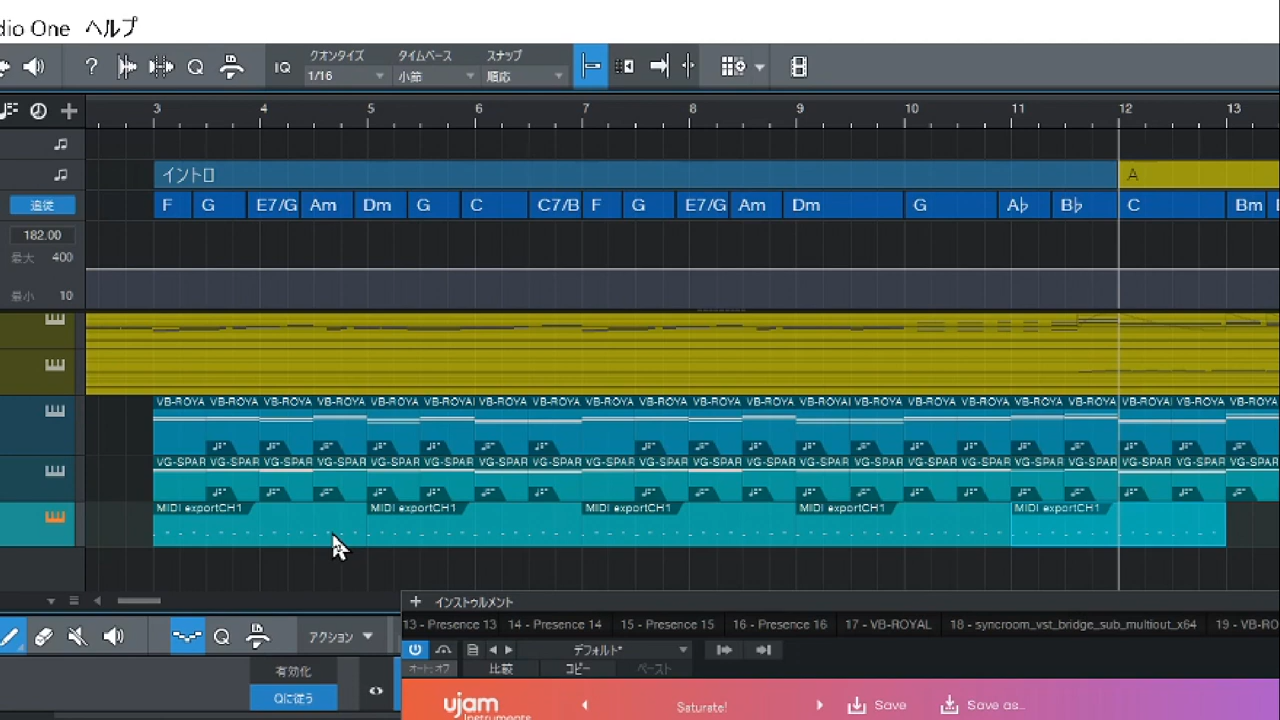 dio One ヘルプ
? IQ クオンタイズ 1/16 タイムベース 小節 スナップ 順応
3 4 5 6 7 8 9 10 11 12 13
イントロ A
追従 F G E7/G Am Dm G C C7/B F G E7/G Am Dm G A♭ B♭ C Bm
182.00
最大 400
最小 10
VB-ROYA VB-ROYA VB-ROYA VB-ROYA VB-ROYAI VB-ROYAI VB-ROYA VB-ROYA VB-ROYA VB-ROYA VB-ROYA VB-ROYA VB-ROYAI VB-ROYAI VB-ROYA VB-ROYA VB-ROYA VB-ROYA VB-ROYAI VB-ROYA VB-ROYA
VG-SPAR VG-SPAR VG-SPAR VG-SPAR VG-SPAR VG-SPAR VG-SPAR VG-SPAR VG-SPAR VG-SPAR VG-SPAR VG-SPAR VG-SPAR VG-SPAR VG-SPAR VG-SPAR VG-SPAR VG-SPAR VG-SPAR VG-SPAR VG-SPA
MIDI exportCH1 MIDI exportCH1 MIDI exportCH1 MIDI exportCH1 MIDI exportCH1
+ インストゥルメント
13 - Presence 13 14 - Presence 14 15 - Presence 15 16 - Presence 16 17 - VB-ROYAL 18 - syncroom_vst_bridge_sub_multiout_x64 19 - VB-RO
アクション
デフォルト*
オート:オフ 比較 コピー ペースト
有効化
Qに従う
ujam Instruments Saturate! Save Save as...